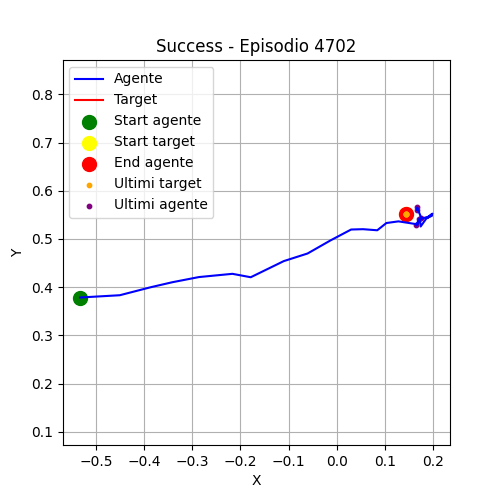 Success - Episodio 4702
Agente
Target
Start agente
Start target
End agente
Ultimi target
Ultimi agente
Y
0.8
0.7
0.6
0.5
0.4
0.3
0.2
0.1
−0.5 −0.4 −0.3 −0.2 −0.1 0.0 0.1 0.2
X